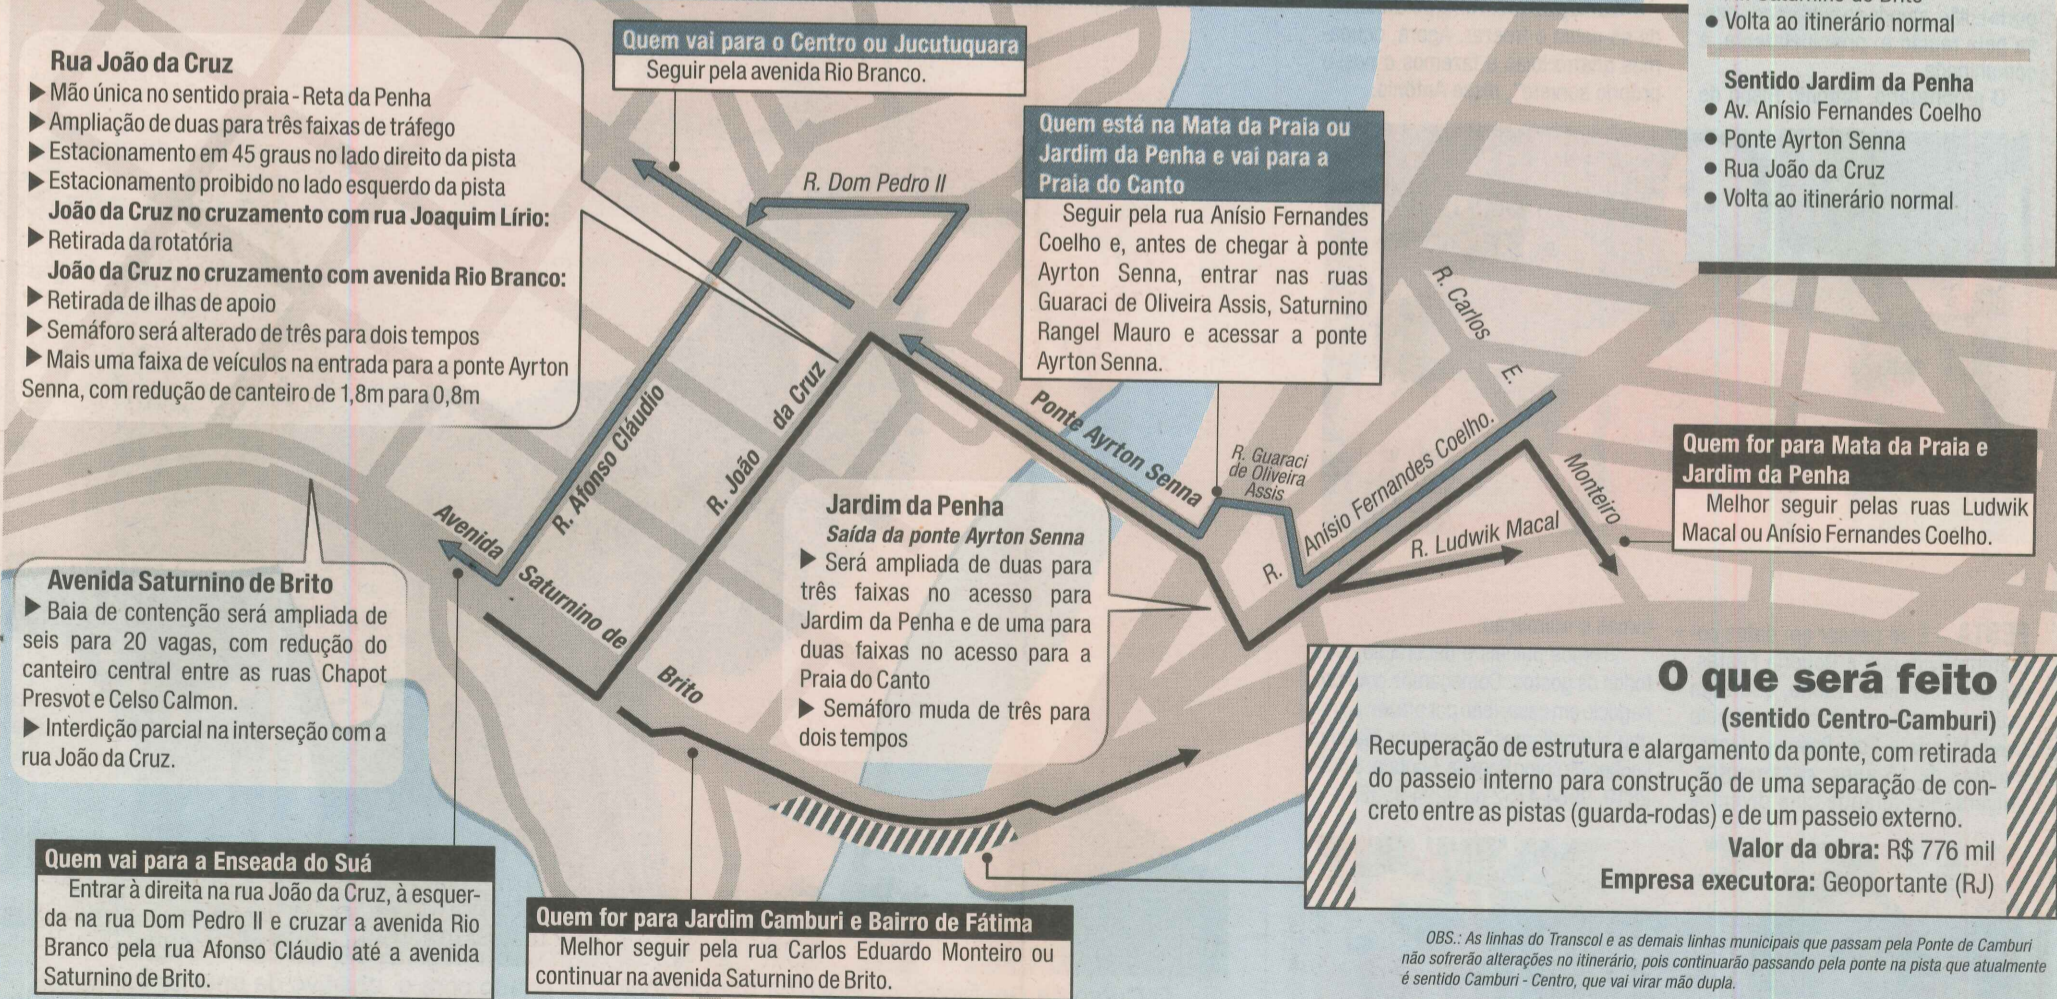 Rua João da Cruz
▶ Mão única no sentido praia - Reta da Penha
▶ Ampliação de duas para três faixas de tráfego
▶ Estacionamento em 45 graus no lado direito da pista
▶ Estacionamento proibido no lado esquerdo da pista
João da Cruz no cruzamento com rua Joaquim Lírio:
▶ Retirada da rotatória
João da Cruz no cruzamento com avenida Rio Branco:
▶ Retirada de ilhas de apoio
▶ Semáforo será alterado de três para dois tempos
▶ Mais uma faixa de veículos na entrada para a ponte Ayrton
Senna, com redução de canteiro de 1,8m para 0,8m
Quem vai para o Centro ou Jucutuquara
Seguir pela avenida Rio Branco.
Quem está na Mata da Praia ou
Jardim da Penha e vai para a
Praia do Canto
Seguir pela rua Anísio Fernandes
Coelho e, antes de chegar à ponte
Ayrton Senna, entrar nas ruas
Guaraci de Oliveira Assis, Saturnino
Rangel Mauro e acessar a ponte
Ayrton Senna.
● Volta ao itinerário normal
Sentido Jardim da Penha
● Av. Anísio Fernandes Coelho
● Ponte Ayrton Senna
● Rua João da Cruz
● Volta ao itinerário normal
R. Dom Pedro II
R. Afonso Cláudio
R. João da Cruz
Ponte Ayrton Senna
R. Guaraci
de Oliveira
Assis
R. Carlos E. Monteiro
R. Anísio Fernandes Coelho.
R. Ludwik Macal
Avenida Saturnino de Brito
Quem for para Mata da Praia e
Jardim da Penha
Melhor seguir pelas ruas Ludwik
Macal ou Anísio Fernandes Coelho.
Jardim da Penha
Saída da ponte Ayrton Senna
▶ Será ampliada de duas para
três faixas no acesso para
Jardim da Penha e de uma para
duas faixas no acesso para a
Praia do Canto
▶ Semáforo muda de três para
dois tempos
Avenida Saturnino de Brito
▶ Baia de contenção será ampliada de
seis para 20 vagas, com redução do
canteiro central entre as ruas Chapot
Presvot e Celso Calmon.
▶ Interdição parcial na interseção com a
rua João da Cruz.
Quem vai para a Enseada do Suá
Entrar à direita na rua João da Cruz, à esquer-
da na rua Dom Pedro II e cruzar a avenida Rio
Branco pela rua Afonso Cláudio até a avenida
Saturnino de Brito.
Quem for para Jardim Camburi e Bairro de Fátima
Melhor seguir pela rua Carlos Eduardo Monteiro ou
continuar na avenida Saturnino de Brito.
O que será feito
(sentido Centro-Camburi)
Recuperação de estrutura e alargamento da ponte, com retirada
do passeio interno para construção de uma separação de con-
creto entre as pistas (guarda-rodas) e de um passeio externo.
Valor da obra: R$ 776 mil
Empresa executora: Geoportante (RJ)
OBS.: As linhas do Transcol e as demais linhas municipais que passam pela Ponte de Camburi
não sofrerão alterações no itinerário, pois continuarão passando pela ponte na pista que atualmente
é sentido Camburi - Centro, que vai virar mão dupla.